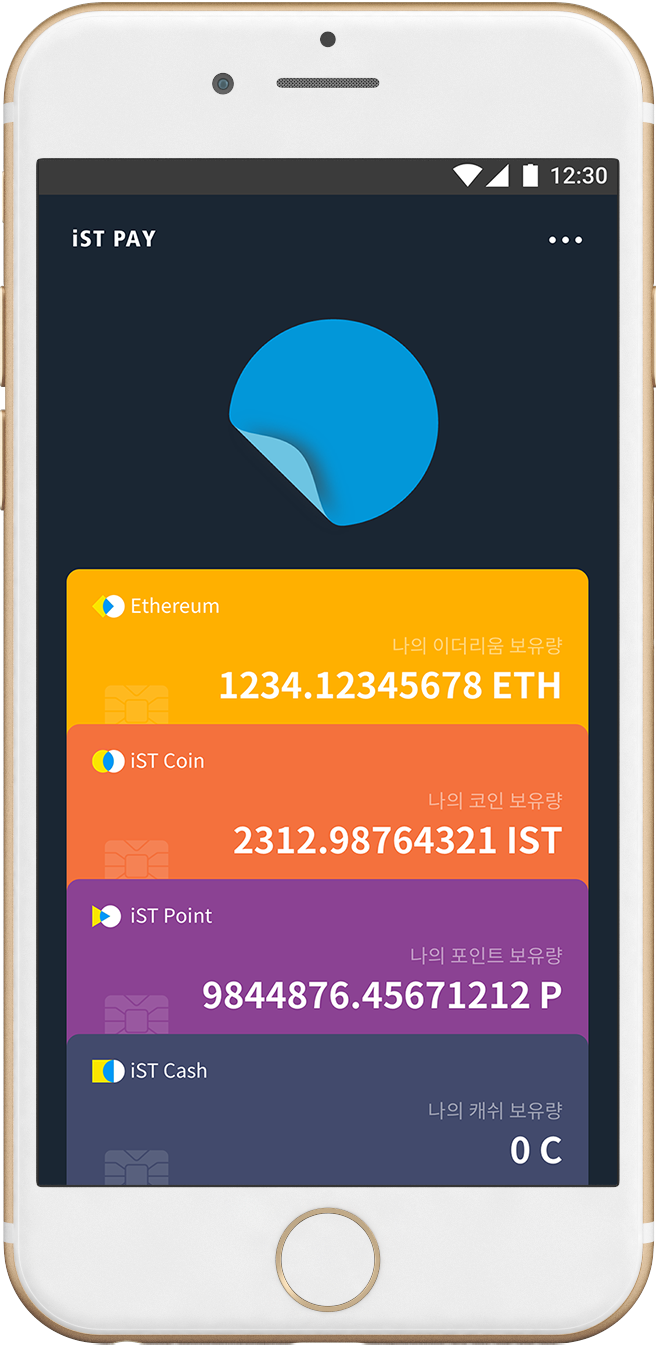 12:30
iST PAY
Ethereum
나의 이더리움 보유량
1234.12345678 ETH
iST Coin
나의 코인 보유량
2312.98764321 IST
iST Point
나의 포인트 보유량
9844876.45671212 P
iST Cash
나의 캐쉬 보유량
0 C